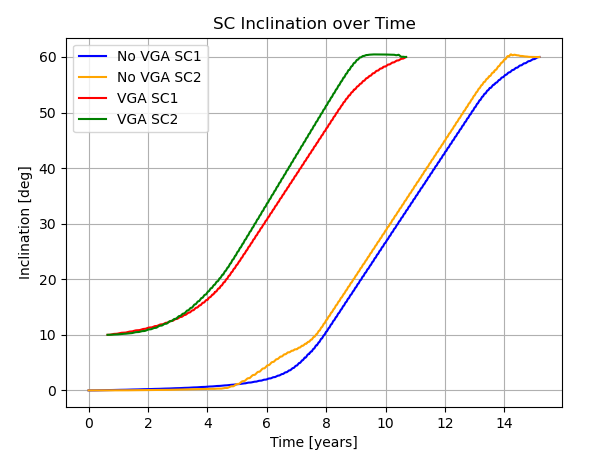 SC Inclination over Time
No VGA SC1
No VGA SC2
VGA SC1
VGA SC2
Inclination [deg]
60
50
40
30
20
10
0
0 2 4 6 8 10 12 14
Time [years]